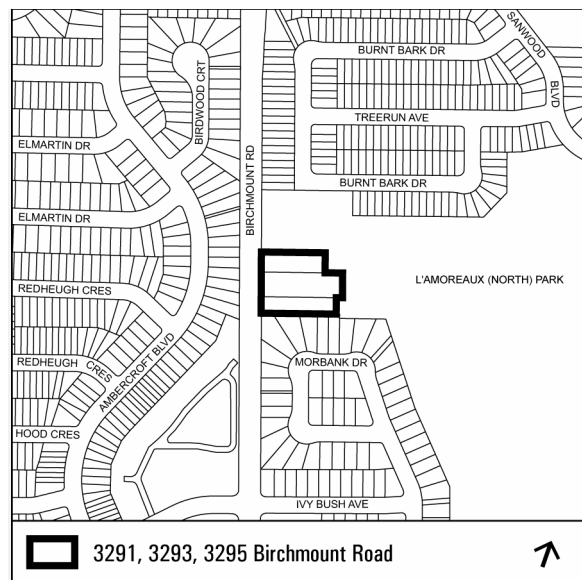 SANWOOD
BLVD
BURNT BARK DR
BIRDWOOD CRT
TREERUN AVE
ELMARTIN DR
BIRCHMOUNT RD
BURNT BARK DR
ELMARTIN DR
REDHEUGH CRES
L'AMOREAUX (NORTH) PARK
REDHEUGH CRES
MORBANK DR
AMBERCROFT BLVD
HOOD CRES
IVY BUSH AVE
3291, 3293, 3295 Birchmount Road